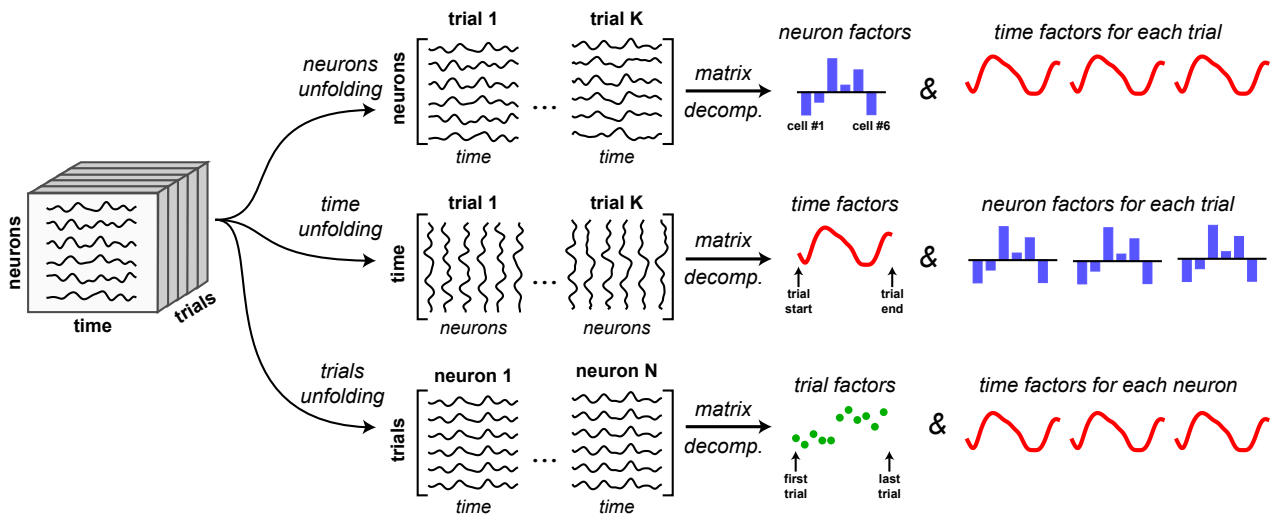 neurons
time
trials
neurons
unfolding
neurons
trial 1
trial K
...
time
matrix
decomp.
neuron factors
cell #1
cell #6
&
time factors for each trial
time
unfolding
time
trial 1
trial K
...
neurons
neurons
matrix
decomp.
time factors
trial
start
trial
end
&
neuron factors for each trial
trials
unfolding
trials
neuron 1
neuron N
...
time
time
matrix
decomp.
trial factors
first
trial
last
trial
&
time factors for each neuron